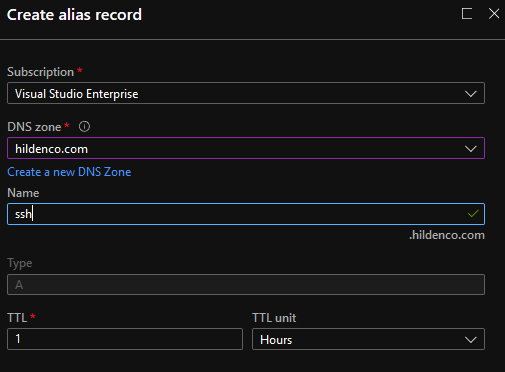 Create alias record
Subscription *
Visual Studio Enterprise
DNS zone *
hildenco.com
Create a new DNS Zone
Name
ssh
.hildenco.com
Type
A
TTL * TTL unit
1 Hours